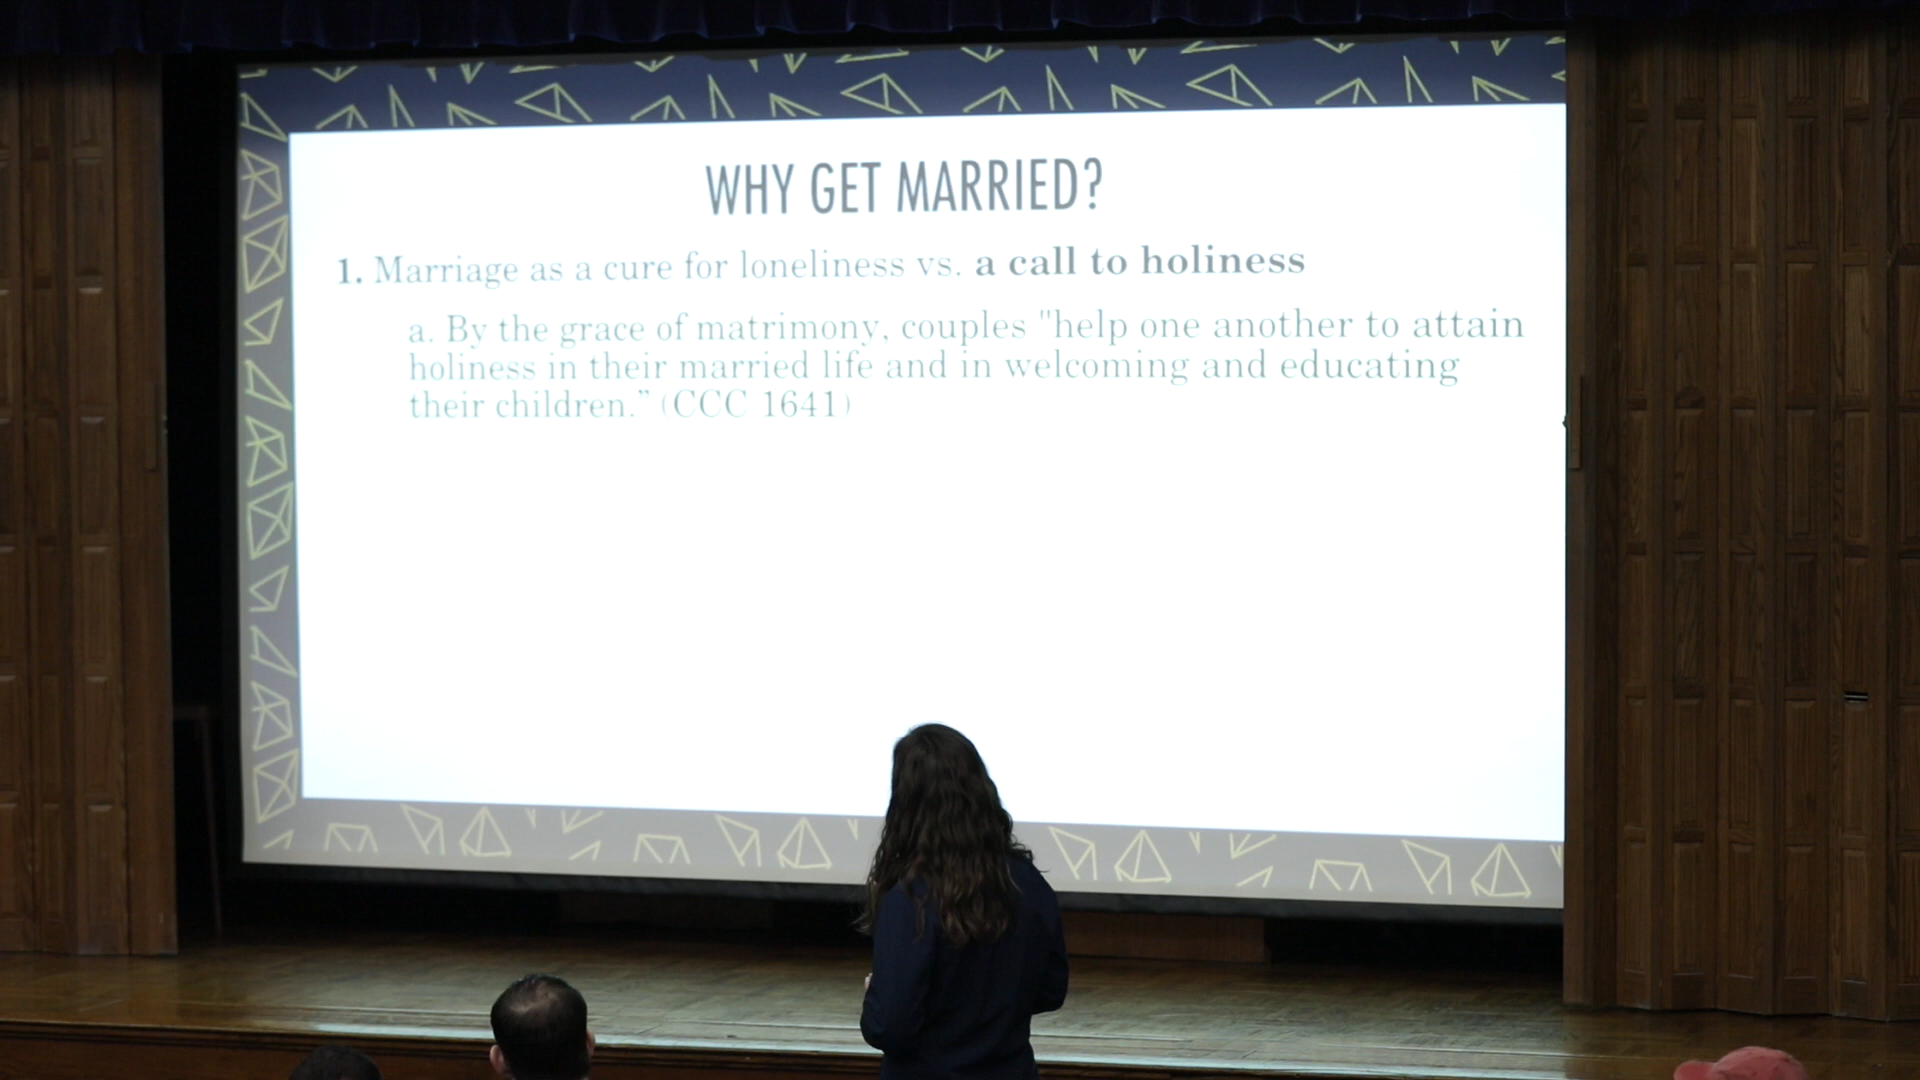 WHY GET MARRIED?
1. Marriage as a cure for loneliness vs. a call to holiness
a. By the grace of matrimony, couples "help one another to attain
holiness in their married life and in welcoming and educating
their children.” (CCC 1641)